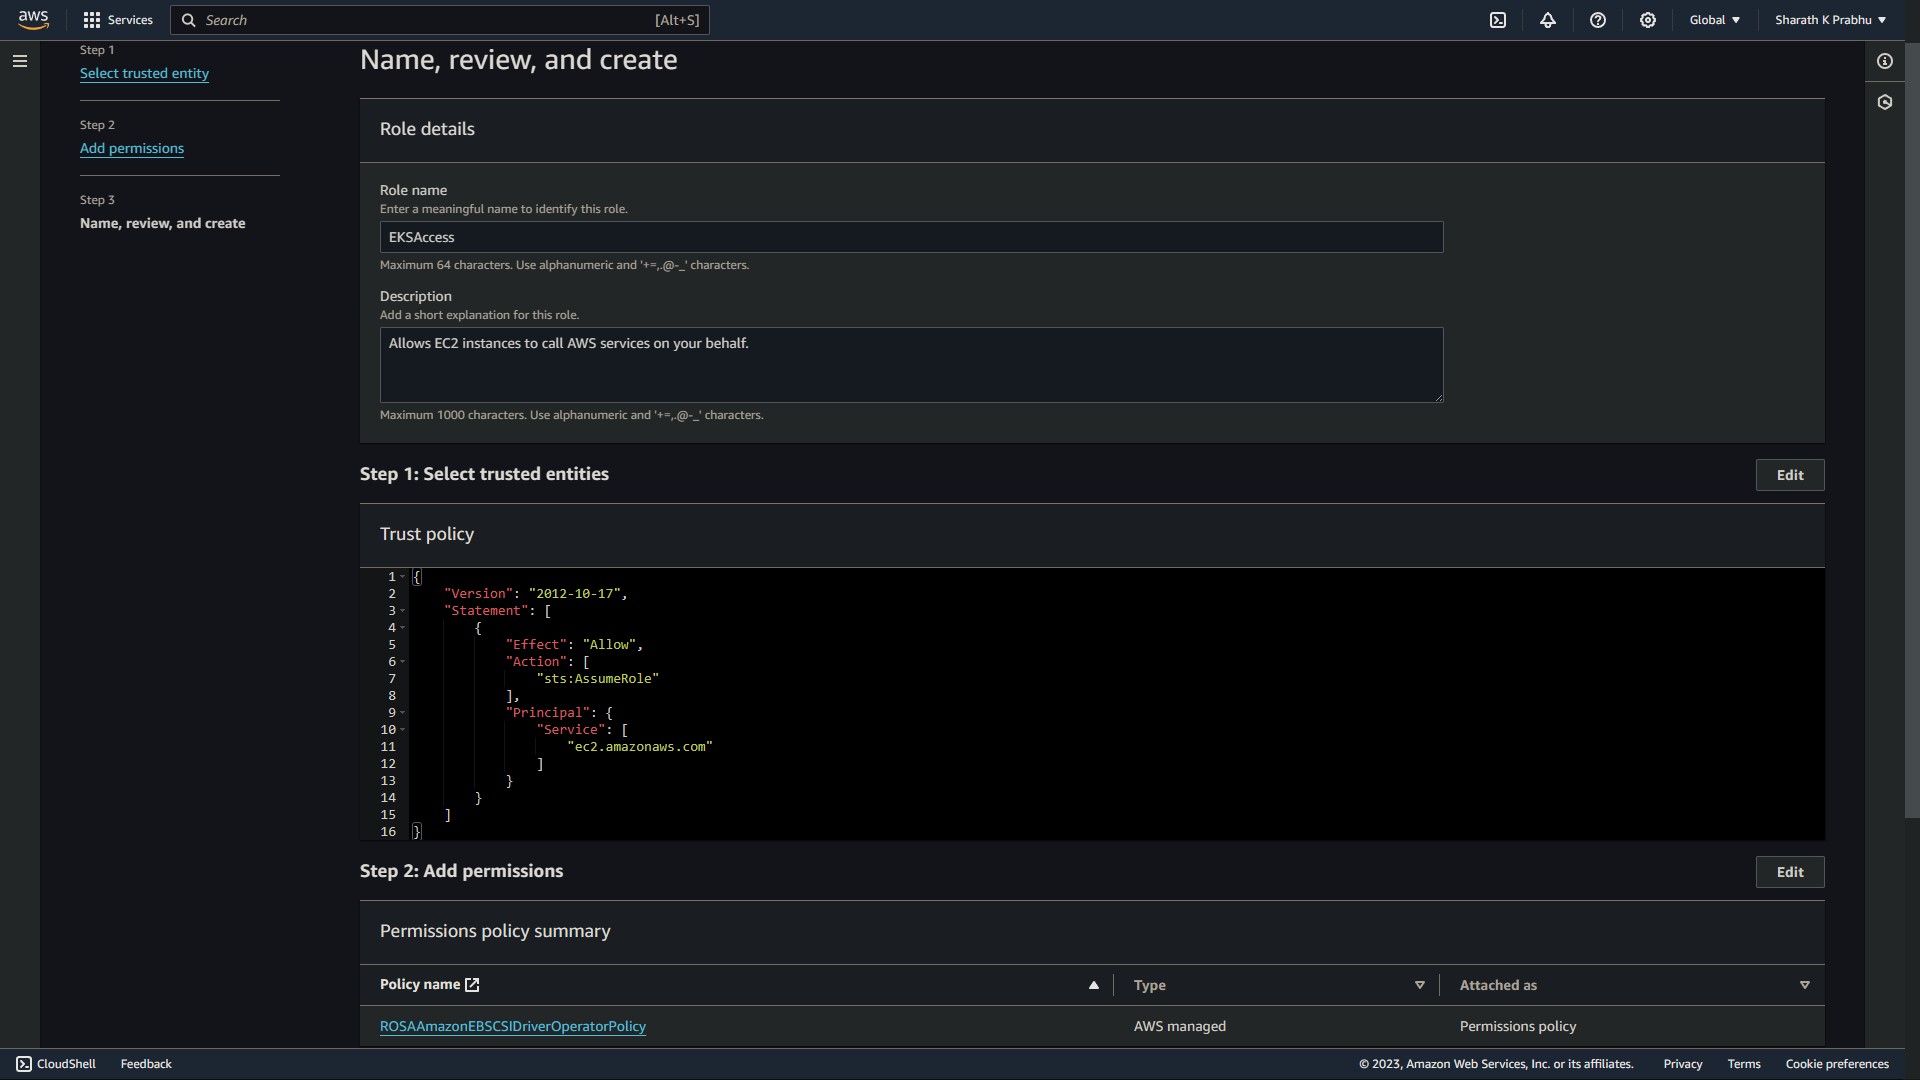 aws
Services
Search
[Alt+S]
Global
Sharath K Prabhu
Step 1
Select trusted entity
Step 2
Add permissions
Step 3
Name, review, and create
Name, review, and create
Role details
Role name
Enter a meaningful name to identify this role.
EKSAccess
Maximum 64 characters. Use alphanumeric and '+=,.@-_' characters.
Description
Add a short explanation for this role.
Allows EC2 instances to call AWS services on your behalf.
Maximum 1000 characters. Use alphanumeric and '+=,.@-_' characters.
Step 1: Select trusted entities
Edit
Trust policy
1 {
2 "Version": "2012-10-17",
3 "Statement": [
4 {
5 "Effect": "Allow",
6 "Action": [
7 "sts:AssumeRole"
8 ],
9 "Principal": {
10 "Service": [
11 "ec2.amazonaws.com"
12 ]
13 }
14 }
15 ]
16 }
Step 2: Add permissions
Edit
Permissions policy summary
Policy name
Type
Attached as
ROSAAmazonEBSCSIDriverOperatorPolicy
AWS managed
Permissions policy
CloudShell
Feedback
© 2023, Amazon Web Services, Inc. or its affiliates.
Privacy
Terms
Cookie preferences